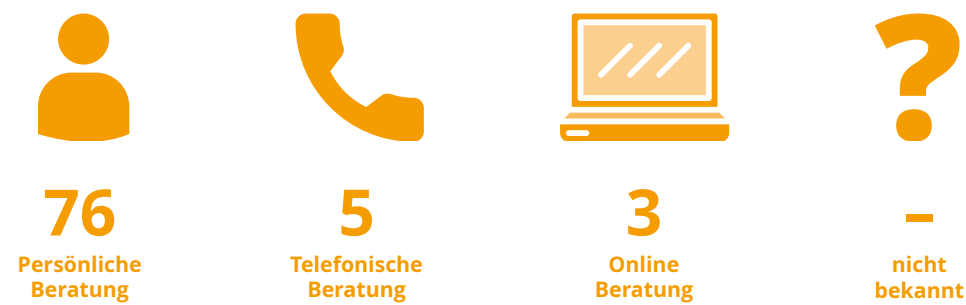 76
Persönliche
Beratung
5
Telefonische
Beratung
3
Online
Beratung
–
nicht
bekannt